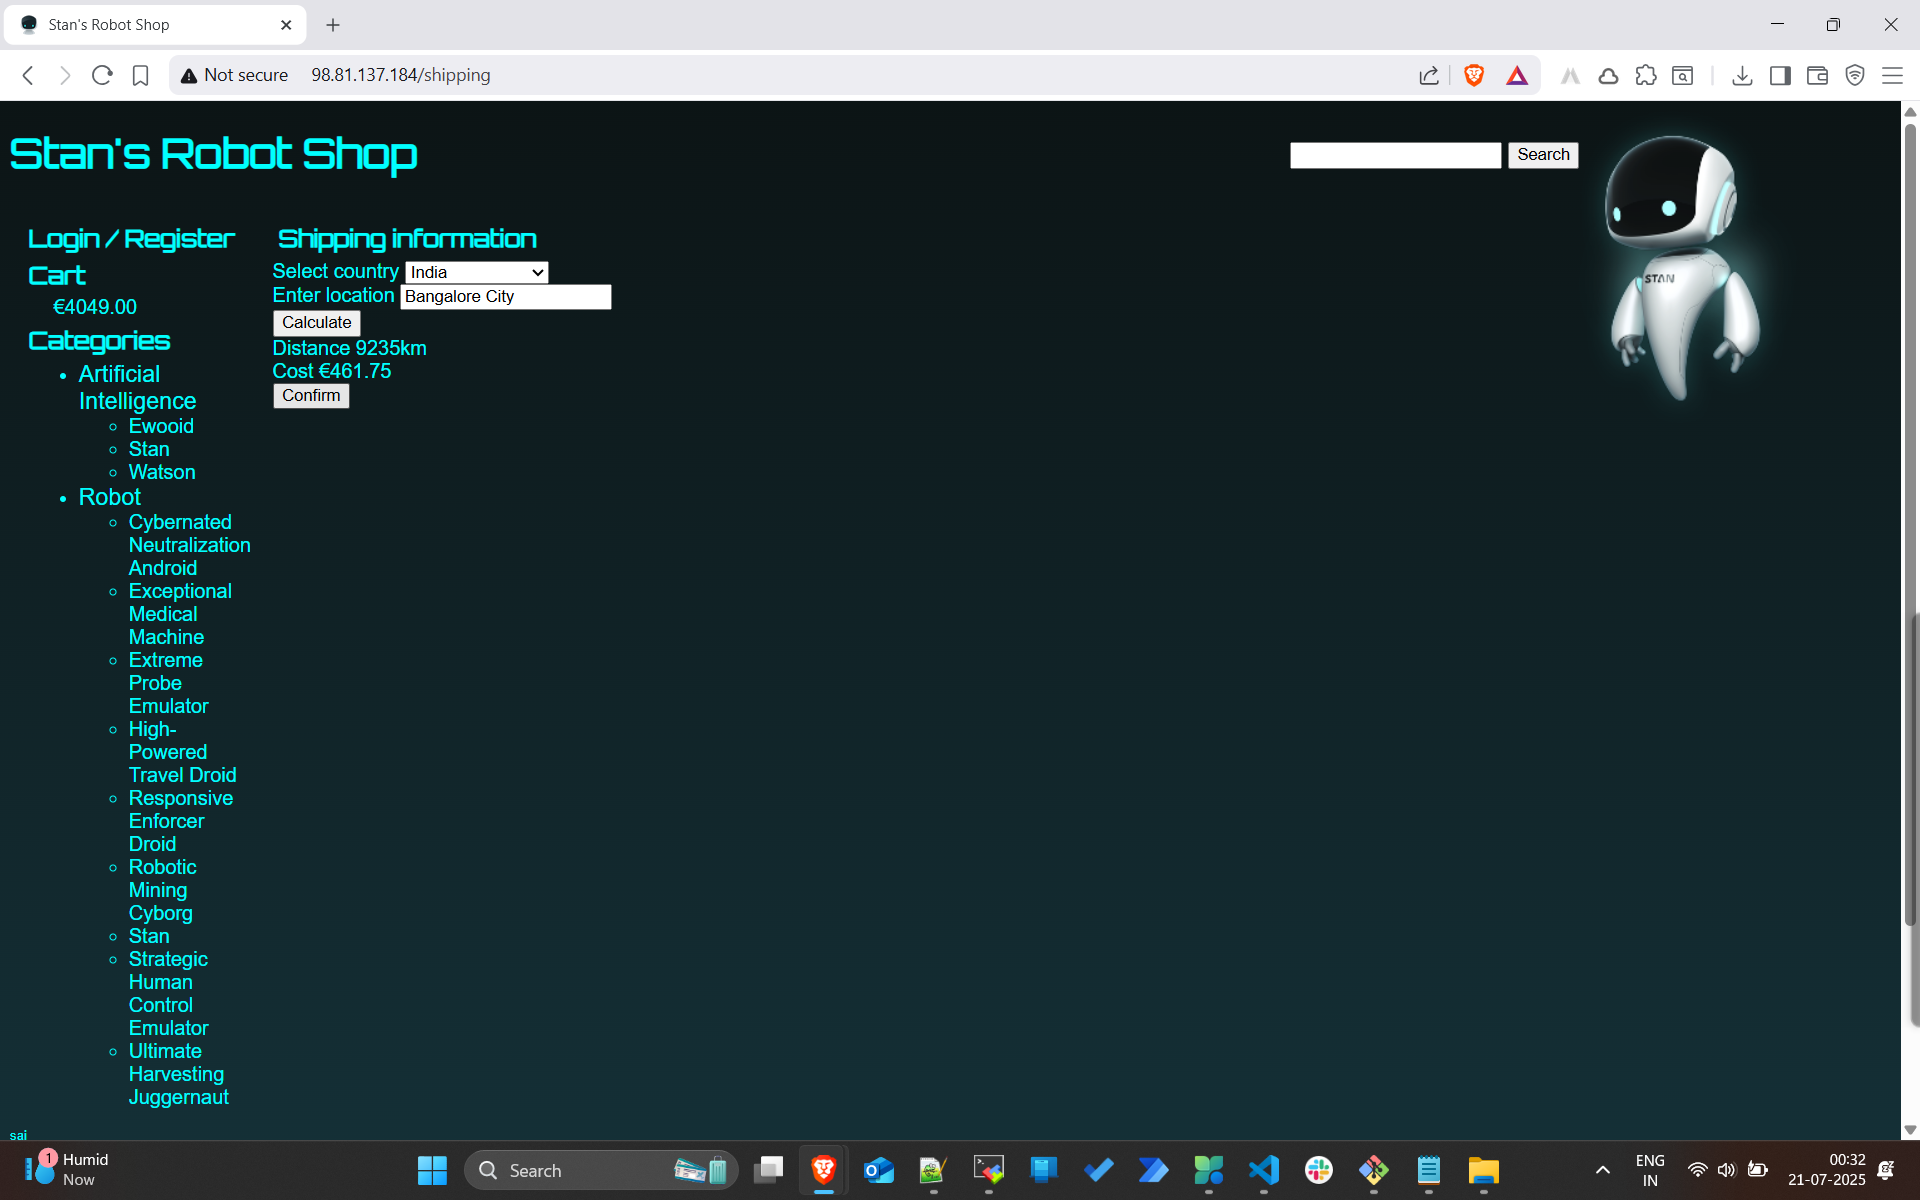 Stan's Robot Shop
Not secure 98.81.137.184/shipping
Stan's Robot Shop
Search
STAN
Login / Register
Cart
€4049.00
Categories
Artificial
Intelligence
Ewooid
Stan
Watson
Robot
Cybernated
Neutralization
Android
Exceptional
Medical
Machine
Extreme
Probe
Emulator
High-
Powered
Travel Droid
Responsive
Enforcer
Droid
Robotic
Mining
Cyborg
Stan
Strategic
Human
Control
Emulator
Ultimate
Harvesting
Juggernaut
Shipping information
Select country India
Enter location Bangalore City
Calculate
Distance 9235km
Cost €461.75
Confirm
sai
1
Humid
Now
Search
ENG
IN
00:32
21-07-2025